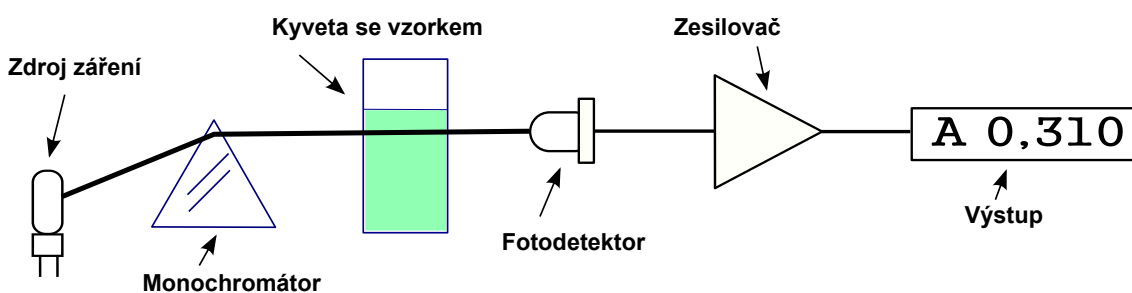 Kyveta se vzorkem
Zesilovač
Zdroj záření
A 0,310
Výstup
Fotodetektor
Monochromátor